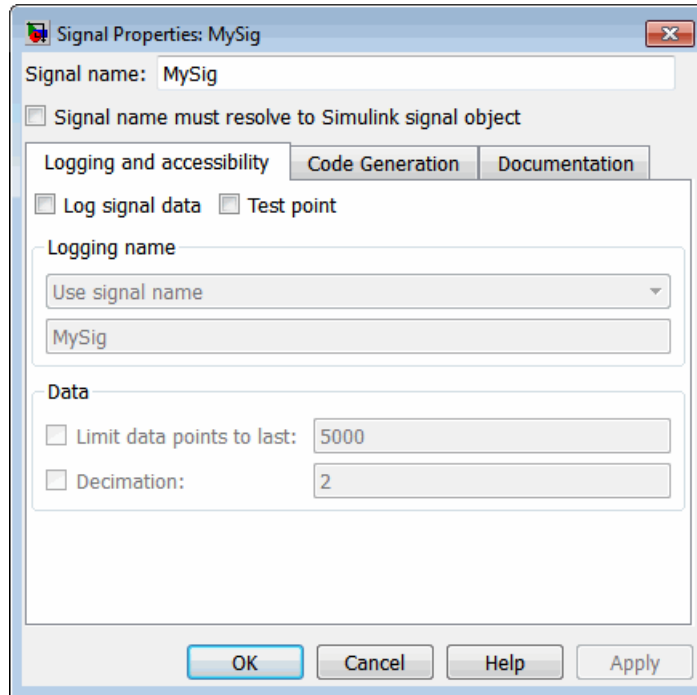 Signal Properties: MySig
Signal name: MySig
Signal name must resolve to Simulink signal object
Logging and accessibility Code Generation Documentation
Log signal data Test point
Logging name
Use signal name
MySig
Data
Limit data points to last: 5000
Decimation: 2
OK Cancel Help Apply